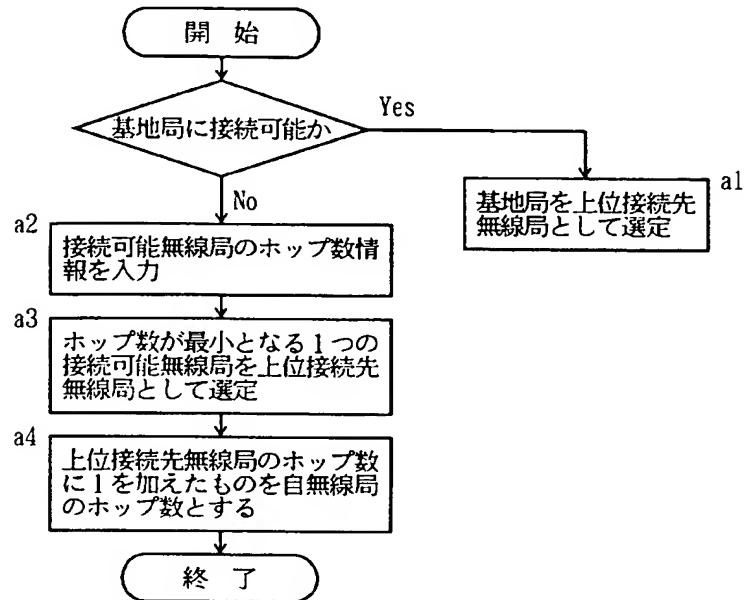 開 始
基地局に接続可能か
Yes
No
a1
基地局を上位接続先
無線局として選定
a2
接続可能無線局のホップ数情
報を入力
a3
ホップ数が最小となる1つの
接続可能無線局を上位接続先
無線局として選定
a4
上位接続先無線局のホップ数
に1を加えたものを自無線局
のホップ数とする
終 了